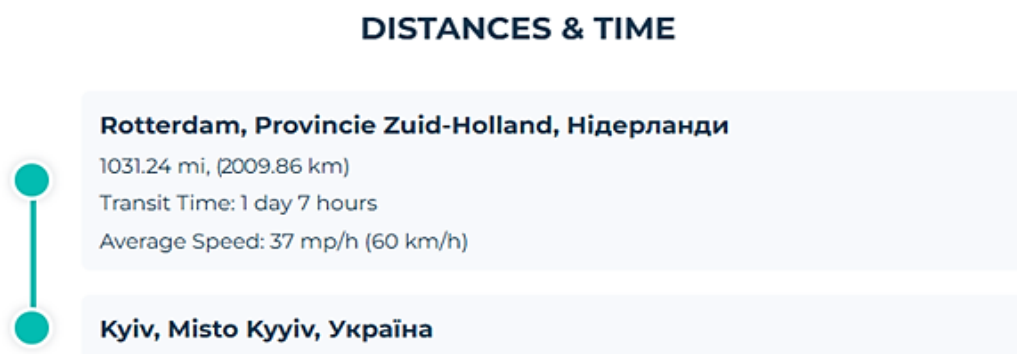 DISTANCES & TIME
Rotterdam, Provincie Zuid-Holland, Нідерланди
1031.24 mi, (2009.86 km)
Transit Time: 1 day 7 hours
Average Speed: 37 mp/h (60 km/h)
Kyiv, Misto Kyyiv, Україна